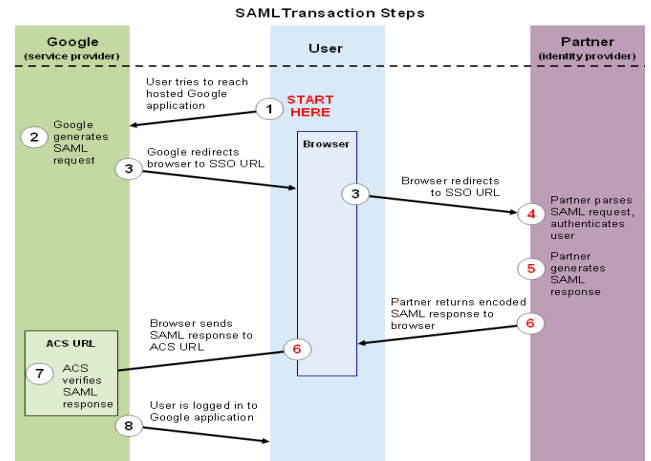 SAML Transaction Steps
Google
(service provider)
User
Partner
(identity provider)
User tries to reach
hosted Google
application
1
START
HERE
2
Google
generates
SAML
request
Browser
3
Google redirects
browser to SSO URL
3
Browser redirects
to SSO URL
4
Partner parses
SAML request,
authenticates
user
5
Partner
generates
SAML
response
Partner returns encoded
SAML response to
browser
6
Browser sends
SAML response to
ACS URL
6
ACS URL
7
ACS
verifies
SAML
response
8
User is logged in to
Google application